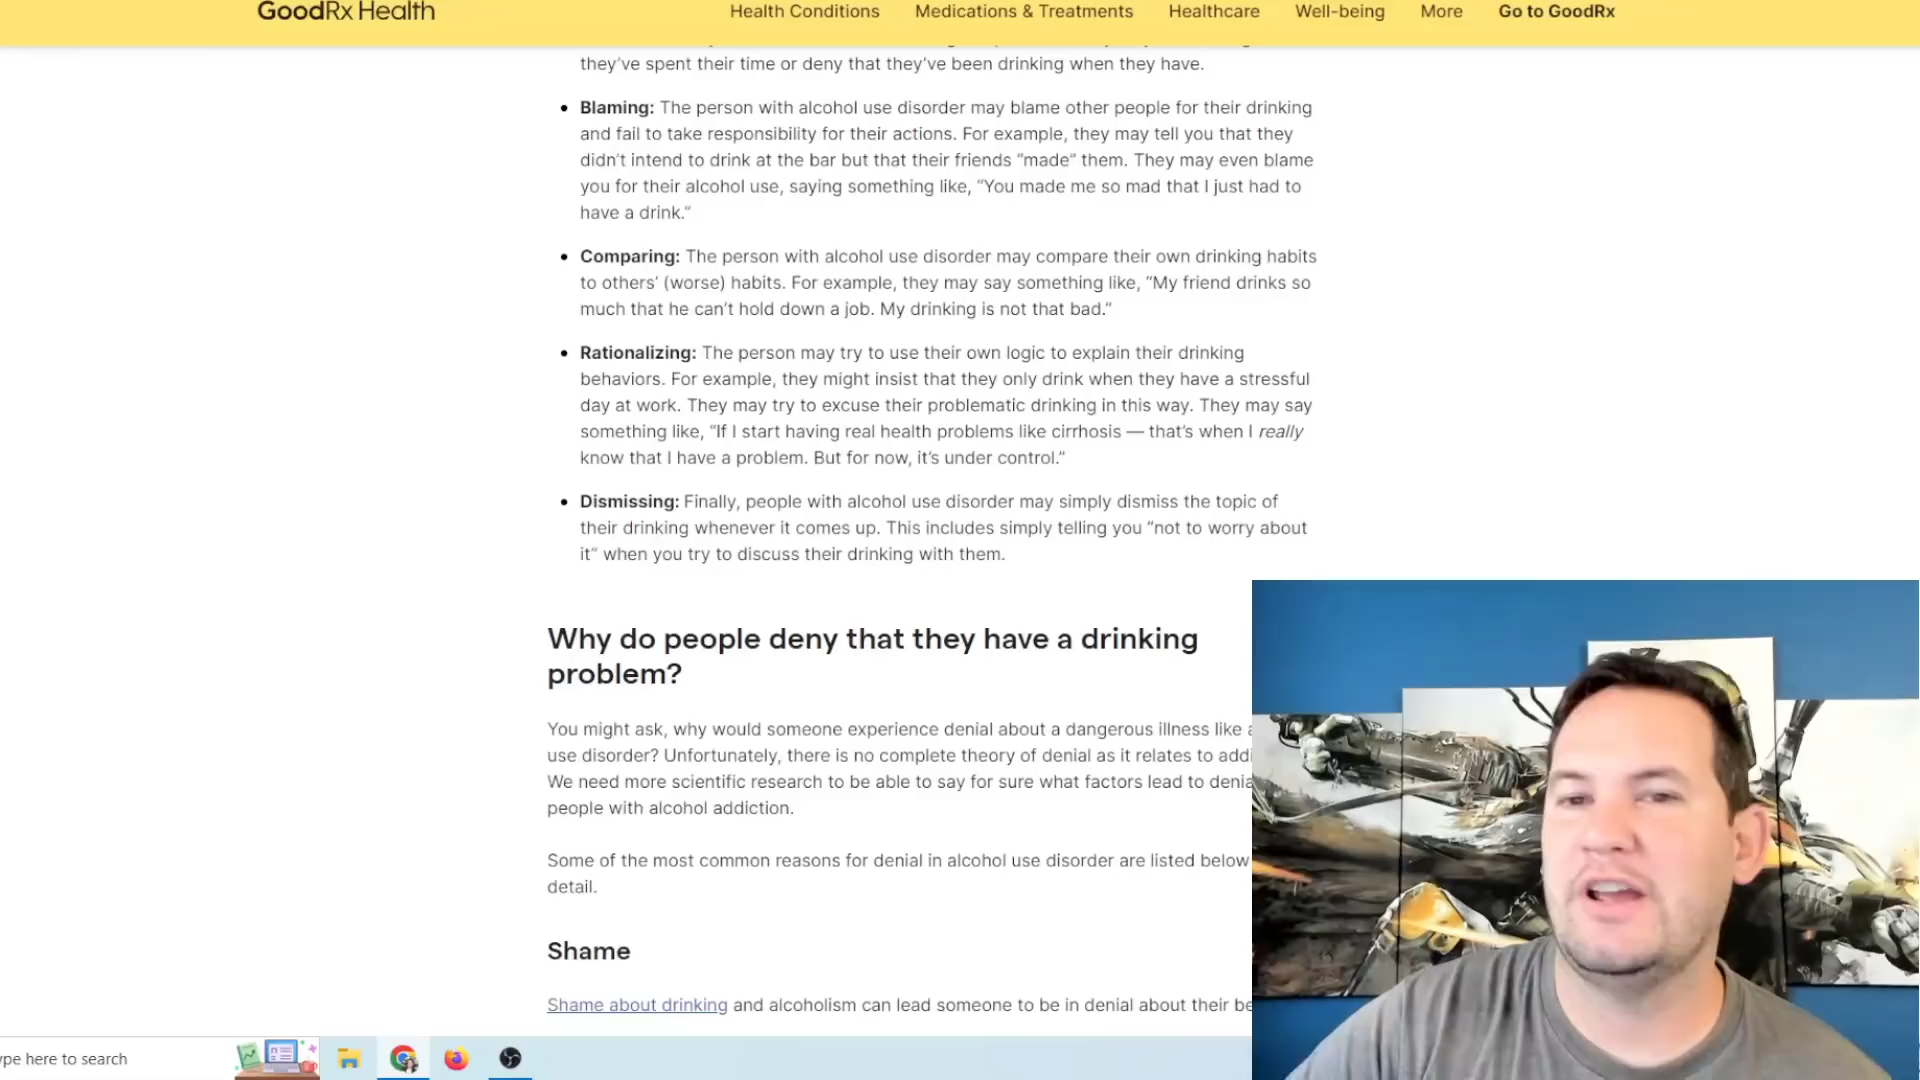 GoodRx Health
Health Conditions
Medications & Treatments
Healthcare
Well-being
More
Go to GoodRx
they’ve spent their time or deny that they’ve been drinking when they have.
• Blaming: The person with alcohol use disorder may blame other people for their drinking
and fail to take responsibility for their actions. For example, they may tell you that they
didn’t intend to drink at the bar but that their friends “made” them. They may even blame
you for their alcohol use, saying something like, “You made me so mad that I just had to
have a drink.”
• Comparing: The person with alcohol use disorder may compare their own drinking habits
to others’ (worse) habits. For example, they may say something like, “My friend drinks so
much that he can’t hold down a job. My drinking is not that bad.”
• Rationalizing: The person may try to use their own logic to explain their drinking
behaviors. For example, they might insist that they only drink when they have a stressful
day at work. They may try to excuse their problematic drinking in this way. They may say
something like, “If I start having real health problems like cirrhosis — that’s when I really
know that I have a problem. But for now, it’s under control.”
• Dismissing: Finally, people with alcohol use disorder may simply dismiss the topic of
their drinking whenever it comes up. This includes simply telling you “not to worry about
it” when you try to discuss their drinking with them.
Why do people deny that they have a drinking
problem?
You might ask, why would someone experience denial about a dangerous illness like
use disorder? Unfortunately, there is no complete theory of denial as it relates to
We need more scientific research to be able to say for sure what factors lead to
people with alcohol addiction.
Some of the most common reasons for denial in alcohol use disorder are listed below
detail.
Shame
Shame about drinking and alcoholism can lead someone to be in denial about their
ype here to search